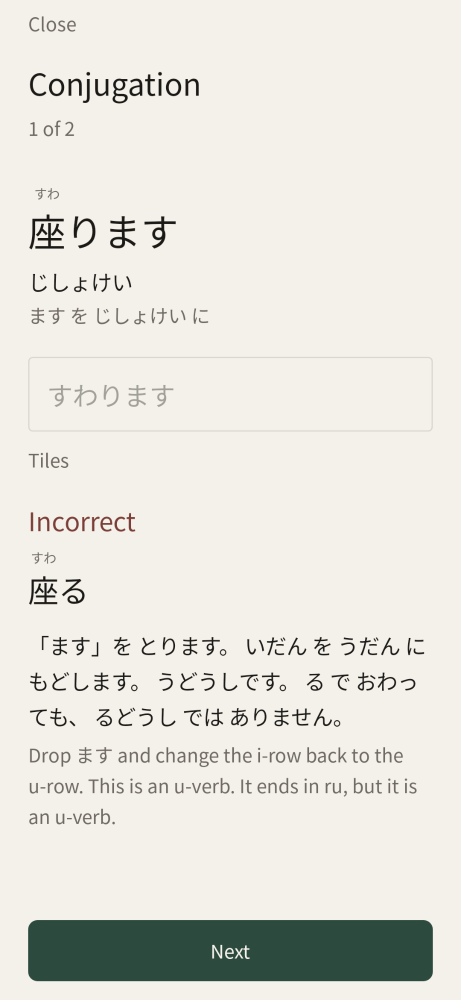 Close
Conjugation
1 of 2
すわ
座ります
じしょけい
ます を じしょけい に
すわります
Tiles
Incorrect
すわ
座る
「ます」を とります。 いだん を うだん に
もどします。 うどうしです。 る で おわっ
ても、 るどうし では ありません。
Drop ます and change the i-row back to the
u-row. This is an u-verb. It ends in ru, but it is
an u-verb.
Next